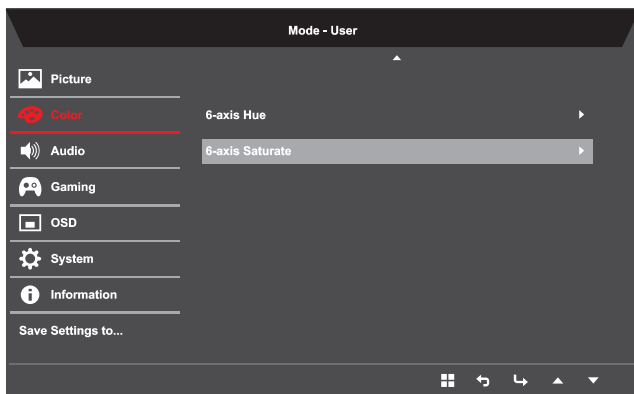 Mode - User
Picture
Color
6-axis Hue
Audio
6-axis Saturate
Gaming
OSD
System
Information
Save Settings to...